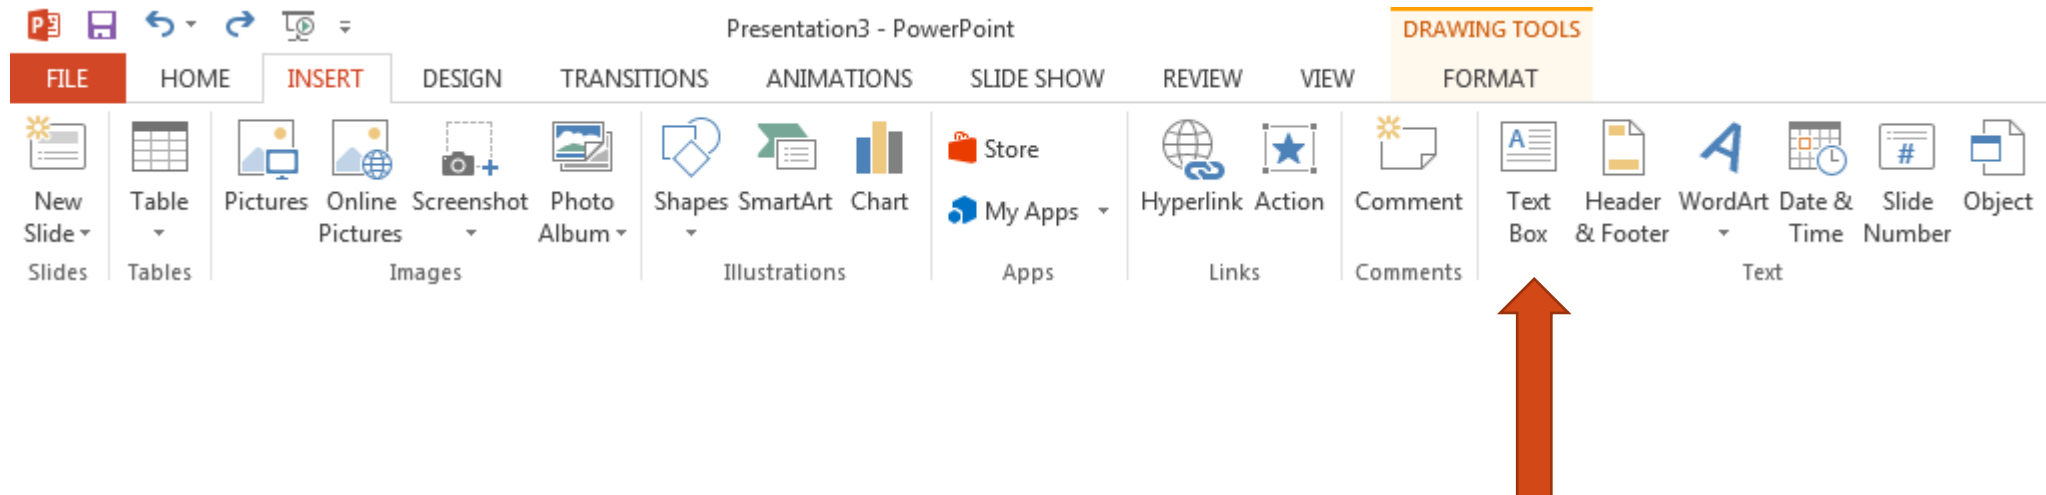 Presentation3 - PowerPoint
DRAWING TOOLS
FILE HOME INSERT DESIGN TRANSITIONS ANIMATIONS SLIDE SHOW REVIEW VIEW FORMAT
New Slide
Table
Pictures
Online Pictures
Screenshot
Photo Album
Shapes
SmartArt
Chart
Store
My Apps
Hyperlink
Action
Comment
Text Box
A
Header & Footer
WordArt
A
Date & Time
Slide Number
#
Object
Slides Tables Images Illustrations Apps Links Comments Text